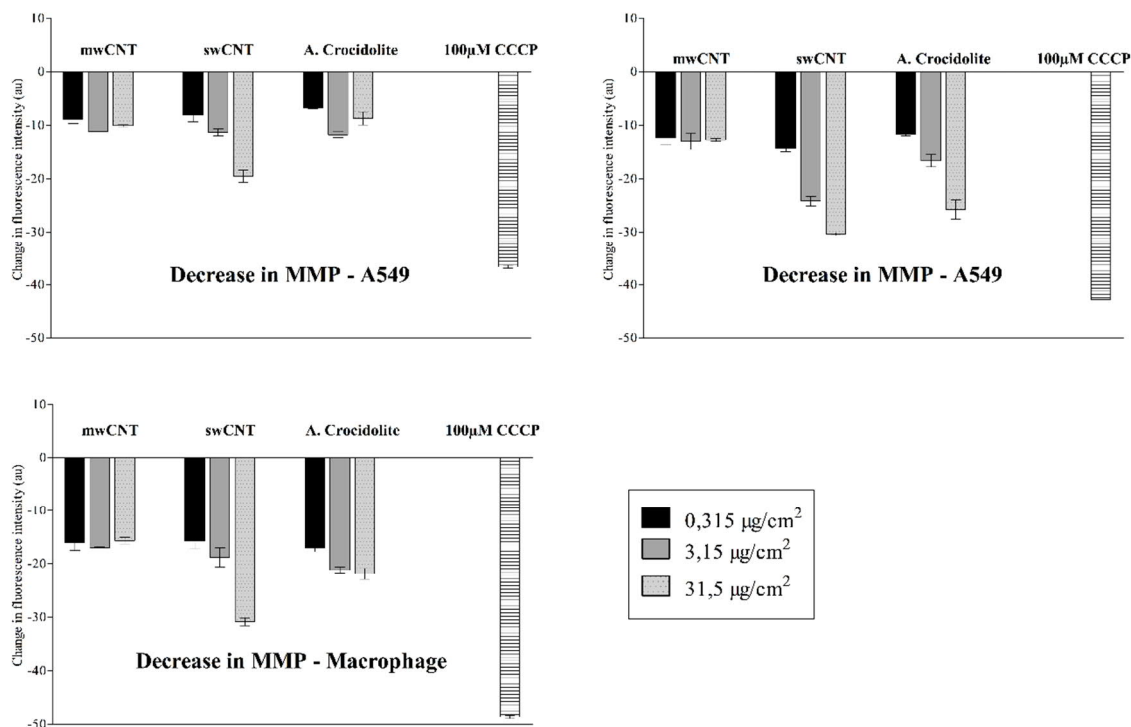 10
0
-10
-20
-30
-40
-50
Change in fluorescence intensity (au)
mwCNT swCNT A. Crocidolite 100µM CCCP
Decrease in MMP - A549
10
0
-10
-20
-30
-40
-50
Change in fluorescence intensity (au)
mwCNT swCNT A. Crocidolite 100µM CCCP
Decrease in MMP - A549
10
0
-10
-20
-30
-40
-50
Change in fluorescence intensity (au)
mwCNT swCNT A. Crocidolite 100µM CCCP
Decrease in MMP - Macrophage
0,315 µg/cm²
3,15 µg/cm²
31,5 µg/cm²